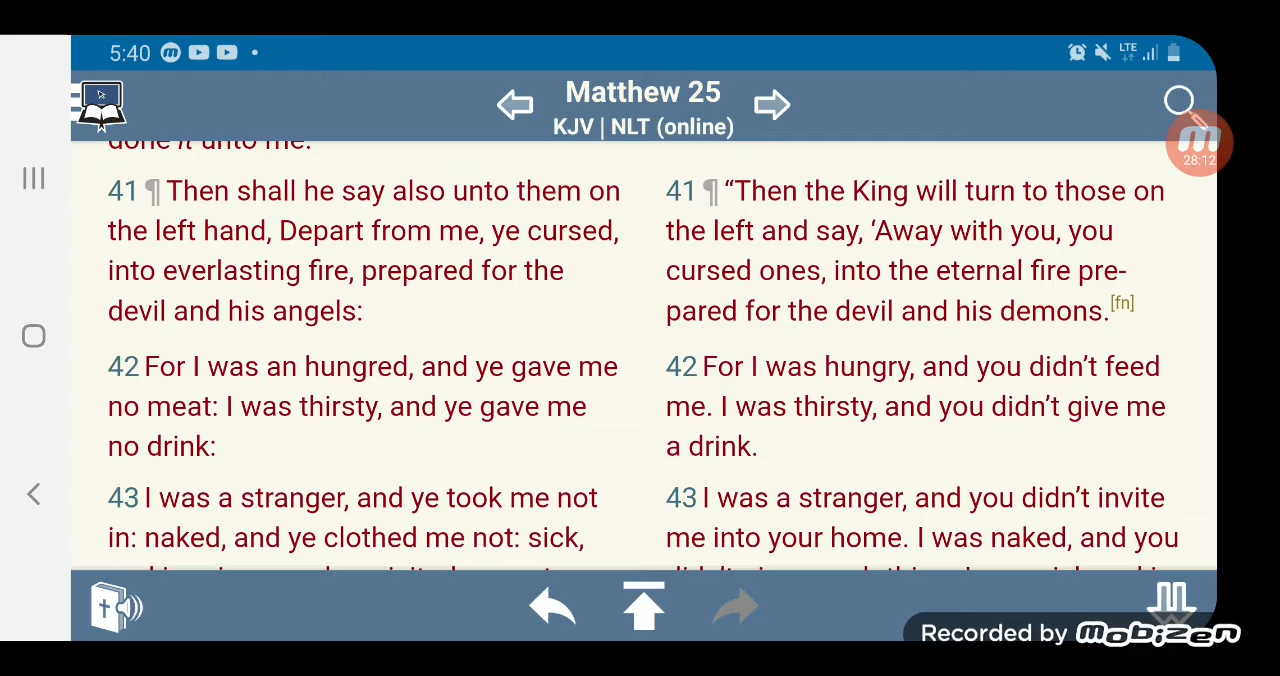 5:40
LTE
Matthew 25
KJV | NLT (online)
28:12
done it unto me.
41 ¶ Then shall he say also unto them on
the left hand, Depart from me, ye cursed,
into everlasting fire, prepared for the
devil and his angels:
42 For I was an hungred, and ye gave me
no meat: I was thirsty, and ye gave me
no drink:
43 I was a stranger, and ye took me not
in: naked, and ye clothed me not: sick,
41 ¶ “Then the King will turn to those on
the left and say, ‘Away with you, you
cursed ones, into the eternal fire pre-
pared for the devil and his demons.[fn]
42 For I was hungry, and you didn’t feed
me. I was thirsty, and you didn’t give me
a drink.
43 I was a stranger, and you didn’t invite
me into your home. I was naked, and you
Recorded by Mobizen